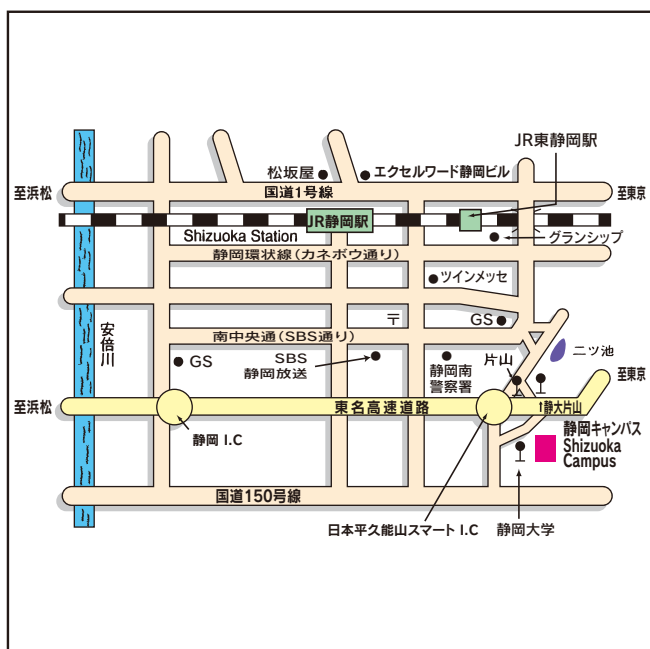 JR東静岡駅
松坂屋
エクセルワード静岡ビル
至浜松
国道1号線
至東京
JR静岡駅
Shizuoka Station
グランシップ
静岡環状線(カネボウ通り)
ツインメッセ
安倍川
〒
GS
南中央通(SBS通り)
二ツ池
GS
SBS
静岡放送
静岡南
警察署
片山
至東京
至浜松
東名高速道路
↑静大片山
静岡 I.C
静岡キャンパス
Shizuoka
Campus
国道150号線
日本平久能山スマート I.C
静岡大学